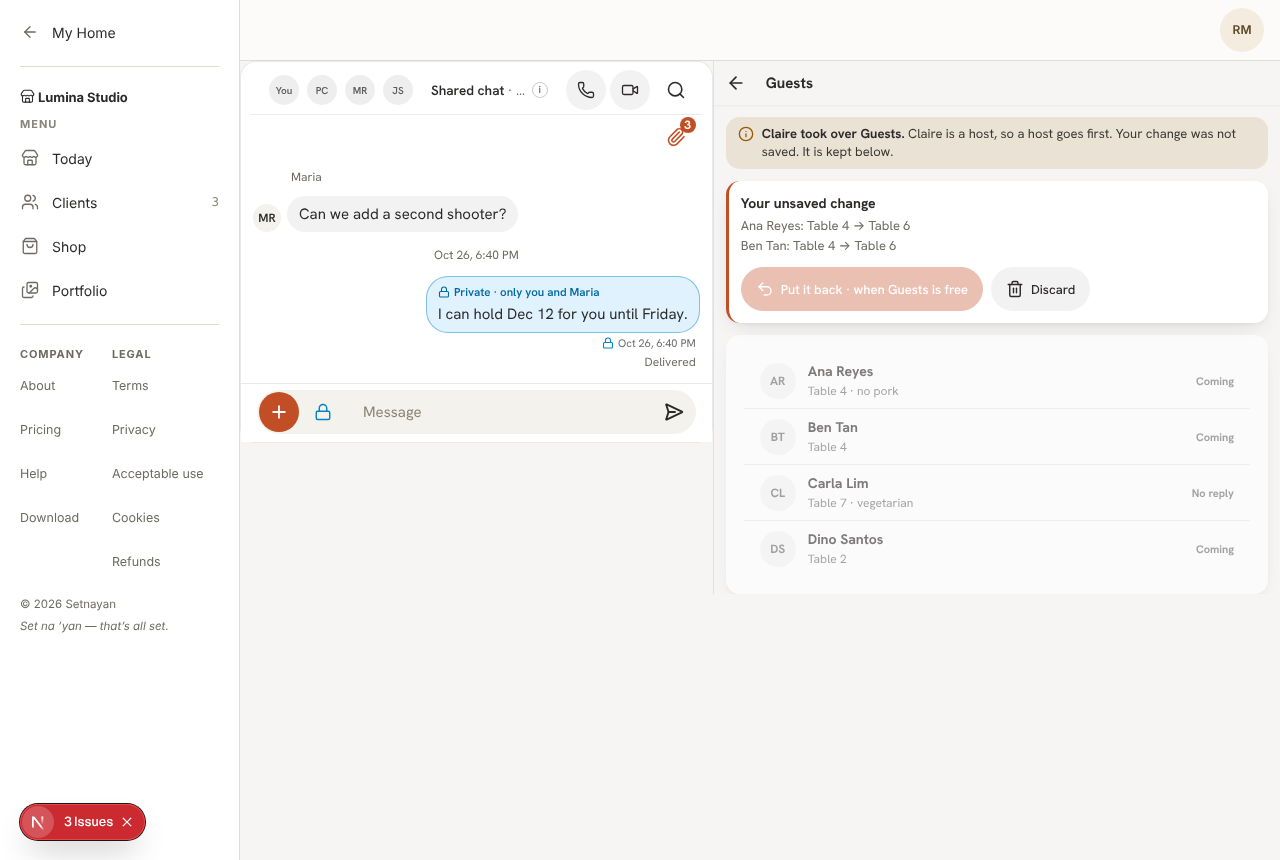 My Home
Lumina Studio
MENU
Today
Clients 3
Shop
Portfolio
COMPANY LEGAL
About Terms
Pricing Privacy
Help Acceptable use
Download Cookies
Refunds
© 2026 Setnayan
Set na 'yan — that's all set.
N 3 Issues
RM
You PC MR JS Shared chat · ... i
3
Maria
MR Can we add a second shooter?
Oct 26, 6:40 PM
Private · only you and Maria
I can hold Dec 12 for you until Friday.
Oct 26, 6:40 PM
Delivered
Message
Guests
Claire took over Guests. Claire is a host, so a host goes first. Your change was not
saved. It is kept below.
Your unsaved change
Ana Reyes: Table 4 → Table 6
Ben Tan: Table 4 → Table 6
Put it back · when Guests is free Discard
AR Ana Reyes Coming
Table 4 · no pork
BT Ben Tan Coming
Table 4
CL Carla Lim No reply
Table 7 · vegetarian
DS Dino Santos Coming
Table 2